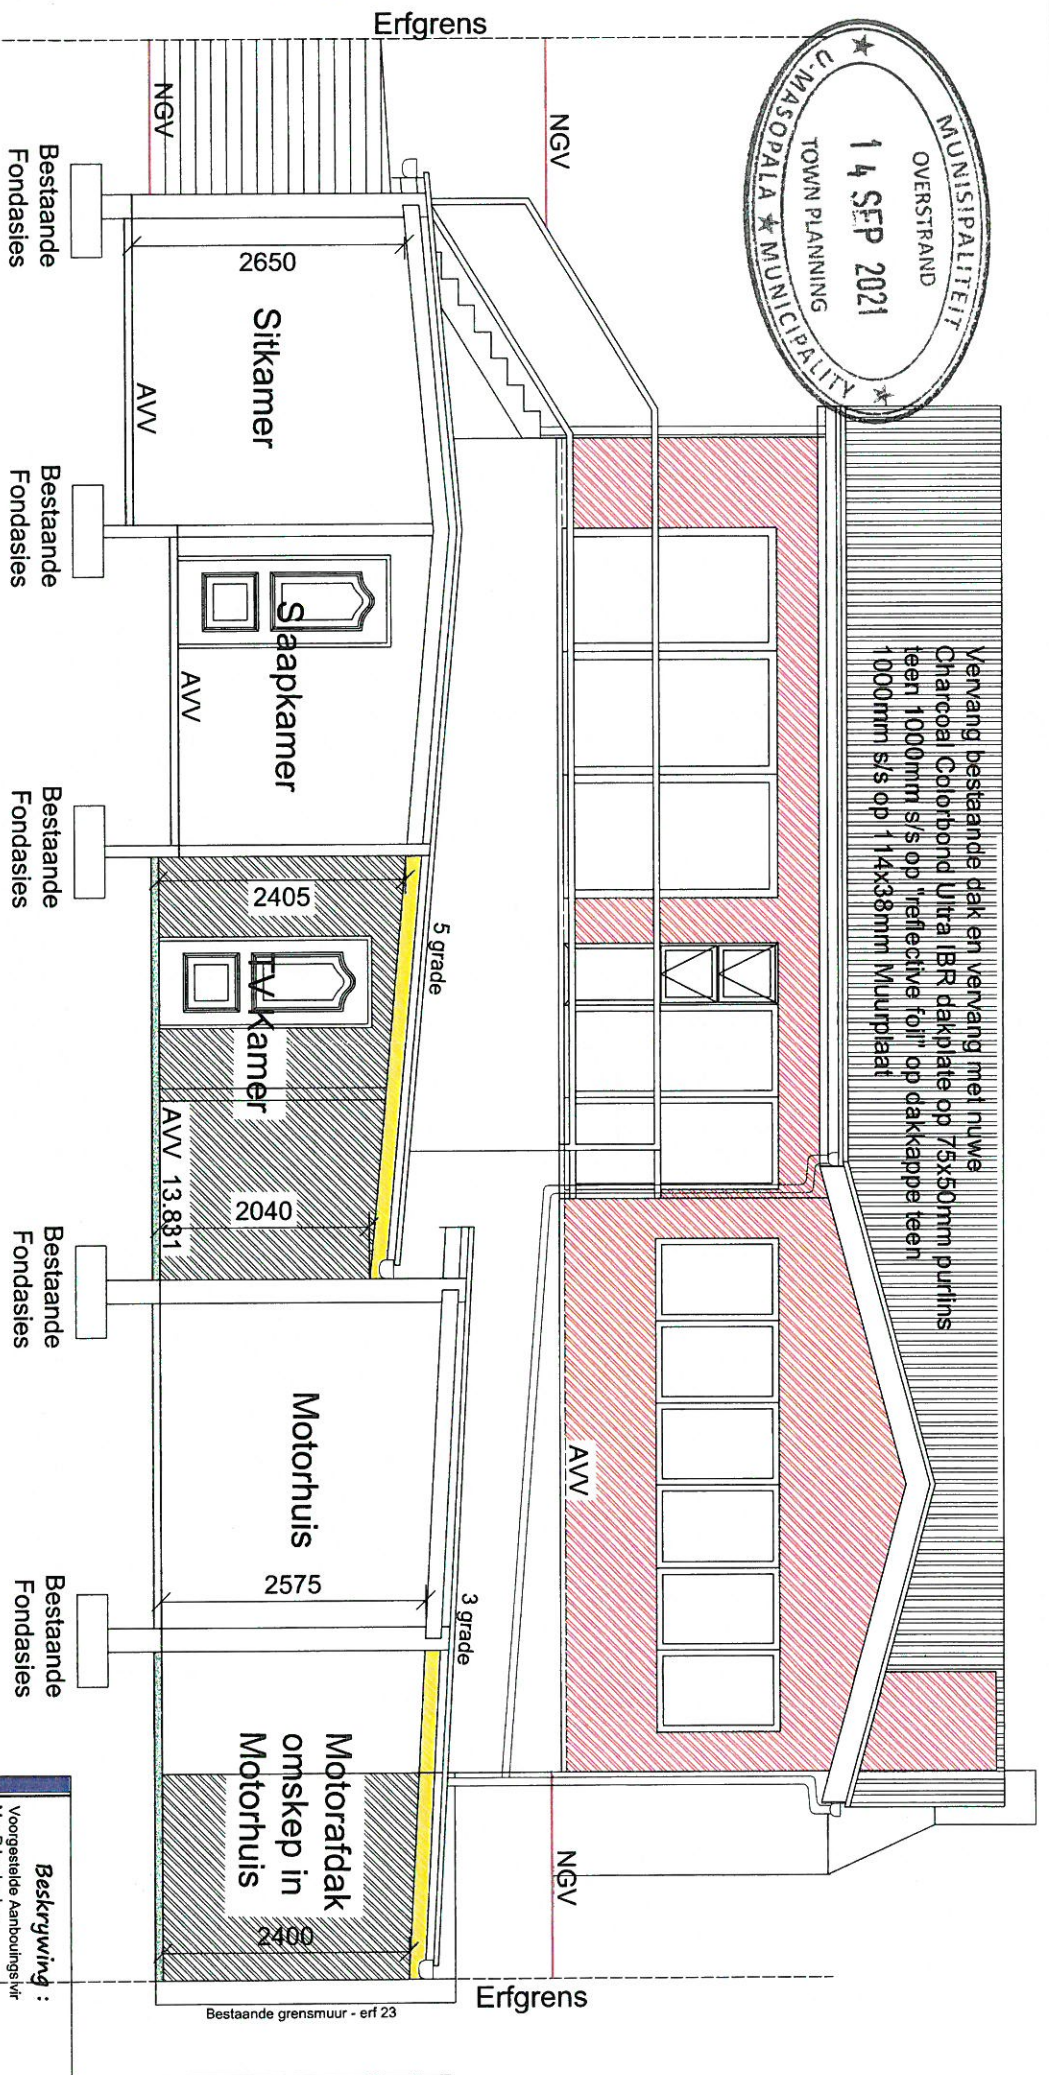 MUNISIPALITEIT
OVERSTRAND
14 SEP 2021
TOWN PLANNING
U-MASOPALA ★ MUNICIPALITY
Vervang bestaande dak en vervang met nuwe
Charcoal Colorbond Ultra IBR dakplate op 75x50mm purlins
teen 1000mm s/s op "reflective foil" op dakkappe teen
1000mm s/s op 114x38mm Muurplaat
Erfgrens
NGV
NGV
AVV
NGV
Erfgrens
5 grade
3 grade
2650
Sitkamer
AVV
Slaapkamer
AVV
2405
TV Kamer
AVV 13.831
2040
Motorhuis
2575
Motorafdak
omskep in
Motorhuis
2400
Bestaande grensmuur - erf 23
Bestaande
Fondasies
Bestaande
Fondasies
Bestaande
Fondasies
Bestaande
Fondasies
Bestaande
Fondasies
Beskrywing :
Voorgestelde Aanbouings vir